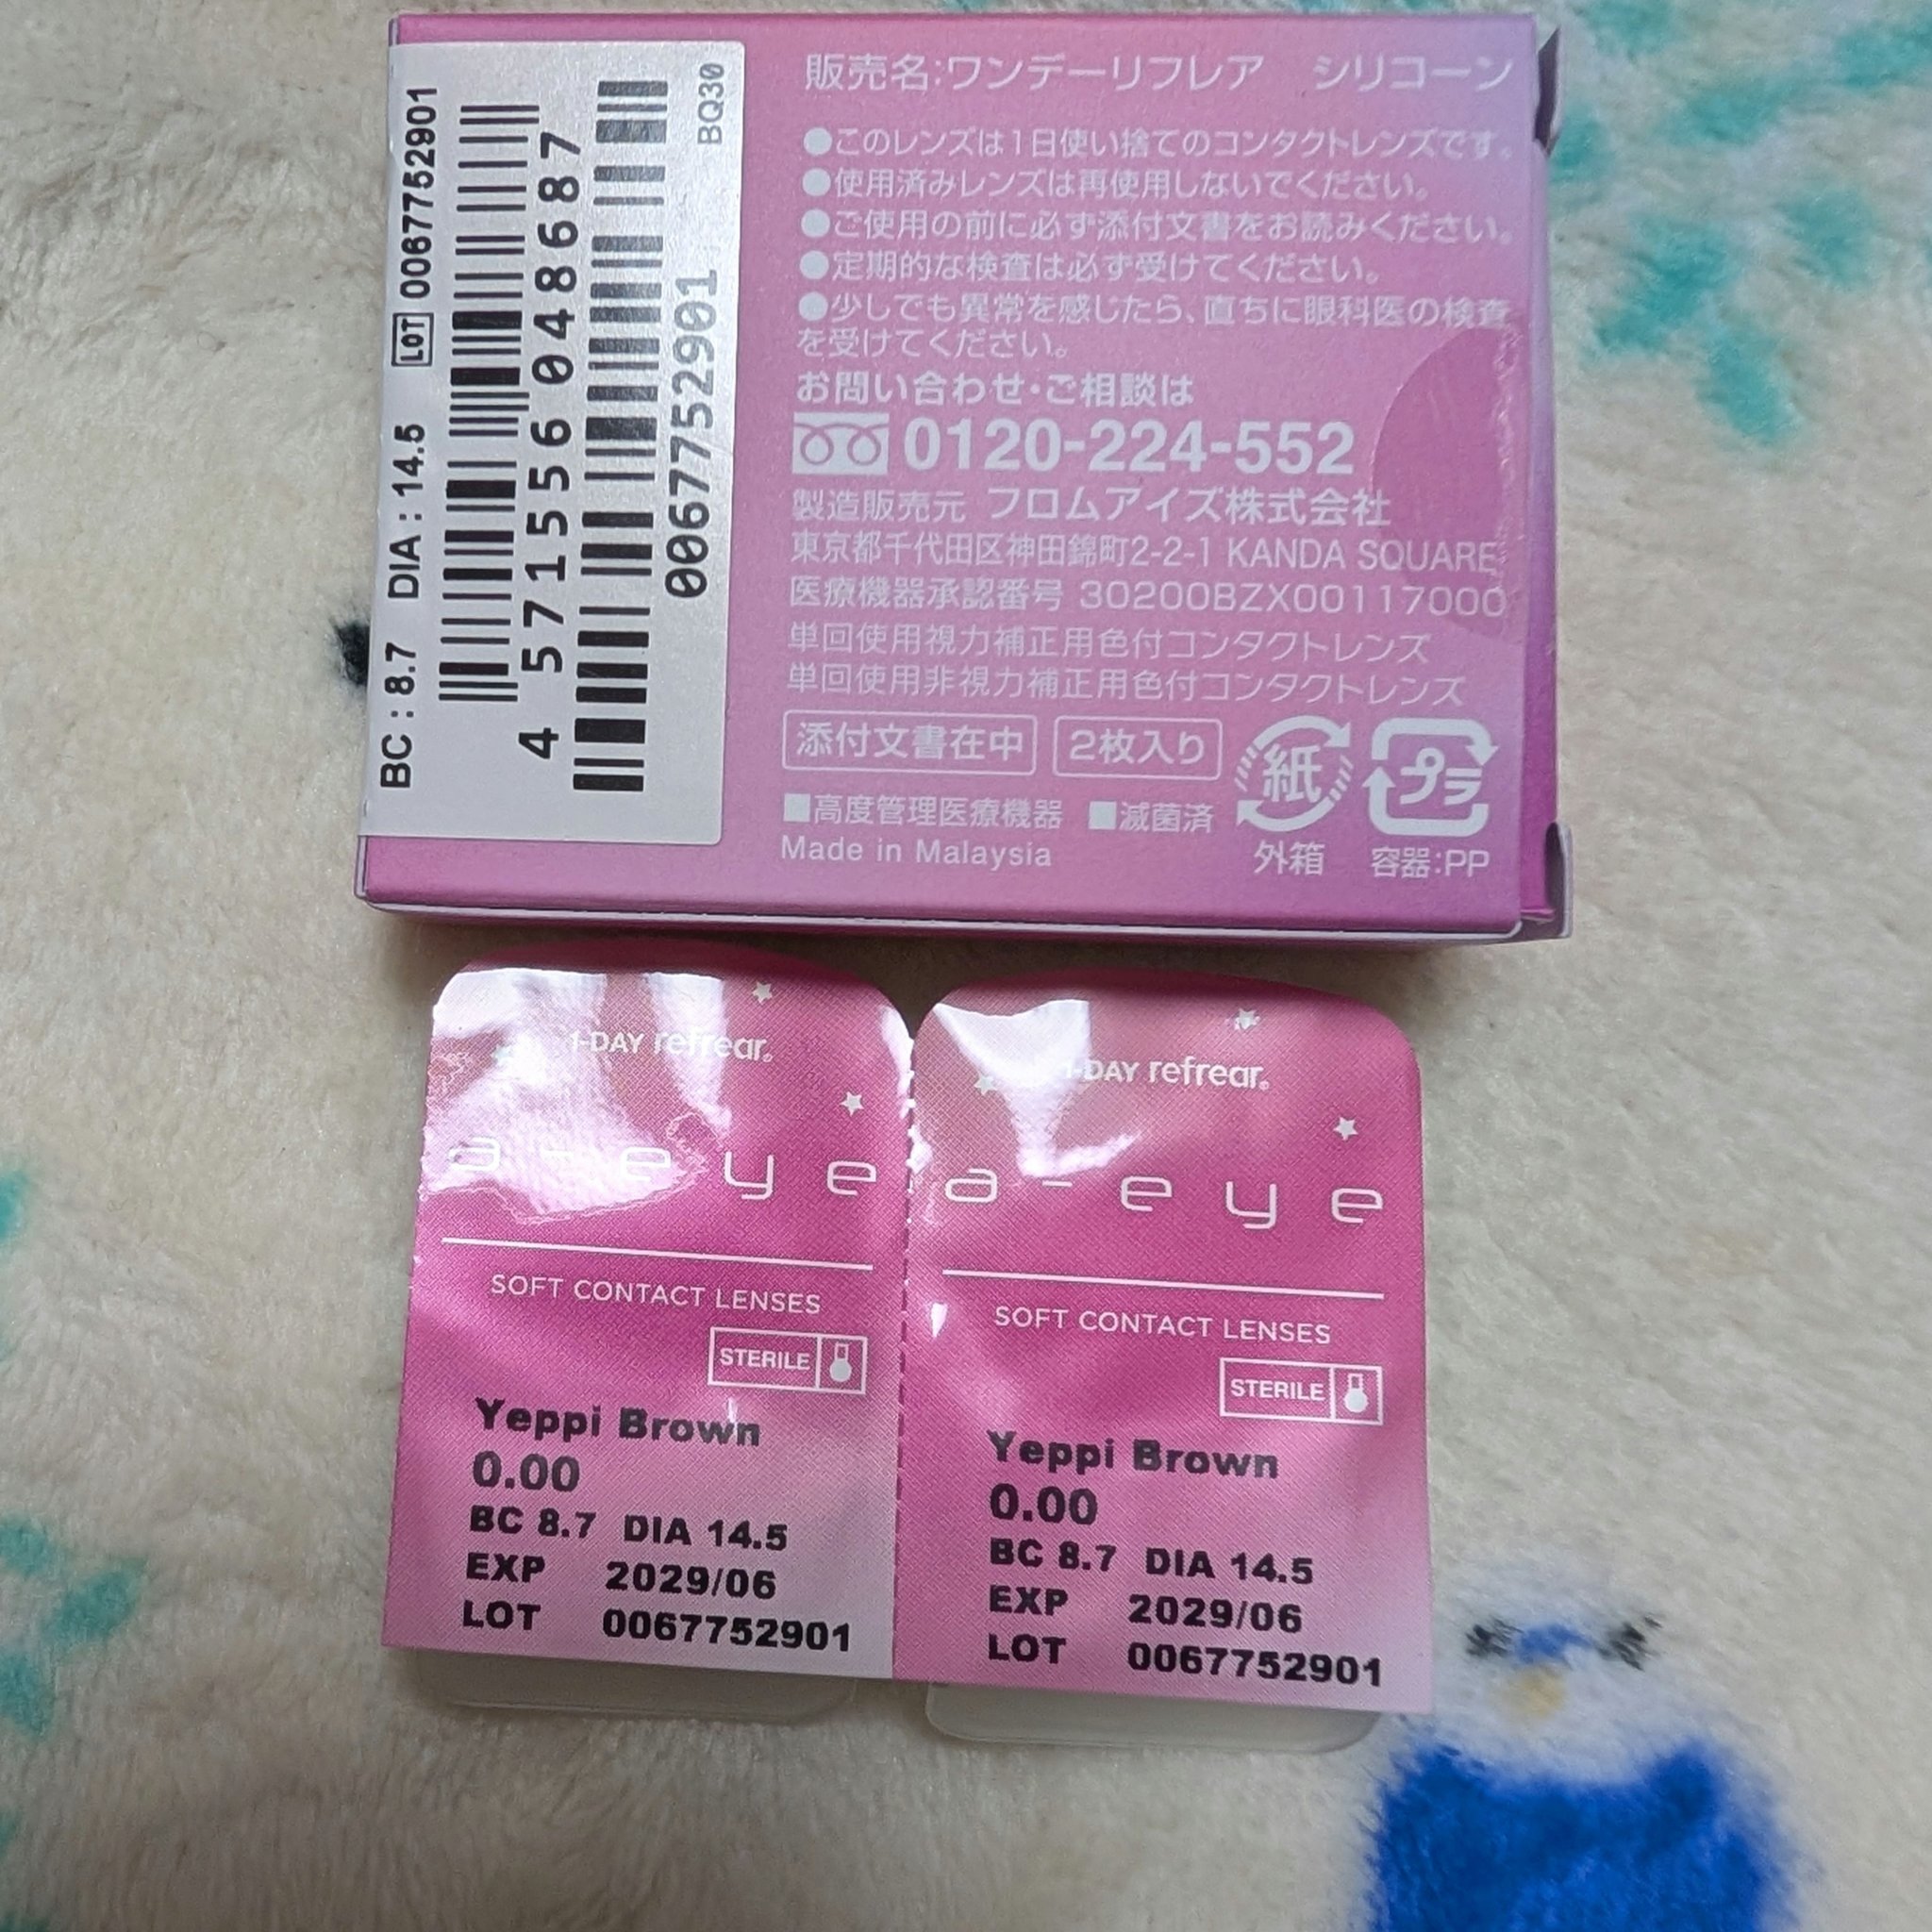 BC : 8.7 DIA : 14.5 LOT 0067752901
4 571556 048687
0067752901
BQ30
販売名:ワンデーリフレア シリコーン
●このレンズは1日使い捨てのコンタクトレンズです。
●使用済みレンズは再使用しないでください。
●ご使用の前に必ず添付文書をお読みください。
●定期的な検査は必ず受けてください。
●少しでも異常を感じたら、直ちに眼科医の検査
を受けてください。
お問い合わせ・ご相談は
0120-224-552
製造販売元 フロムアイズ株式会社
東京都千代田区神田錦町2-2-1 KANDA SQUARE
医療機器承認番号 30200BZX00117000
単回使用視力補正用色付コンタクトレンズ
単回使用非視力補正用色付コンタクトレンズ
添付文書在中 2枚入り 紙 プラ
■高度管理医療機器 ■滅菌済
Made in Malaysia
外箱 容器:PP
1-DAY refrear®
a-eye
SOFT CONTACT LENSES
STERILE
Yeppi Brown
0.00
BC 8.7 DIA 14.5
EXP 2029/06
LOT 0067752901
1-DAY refrear®
a-eye
SOFT CONTACT LENSES
STERILE
Yeppi Brown
0.00
BC 8.7 DIA 14.5
EXP 2029/06
LOT 0067752901